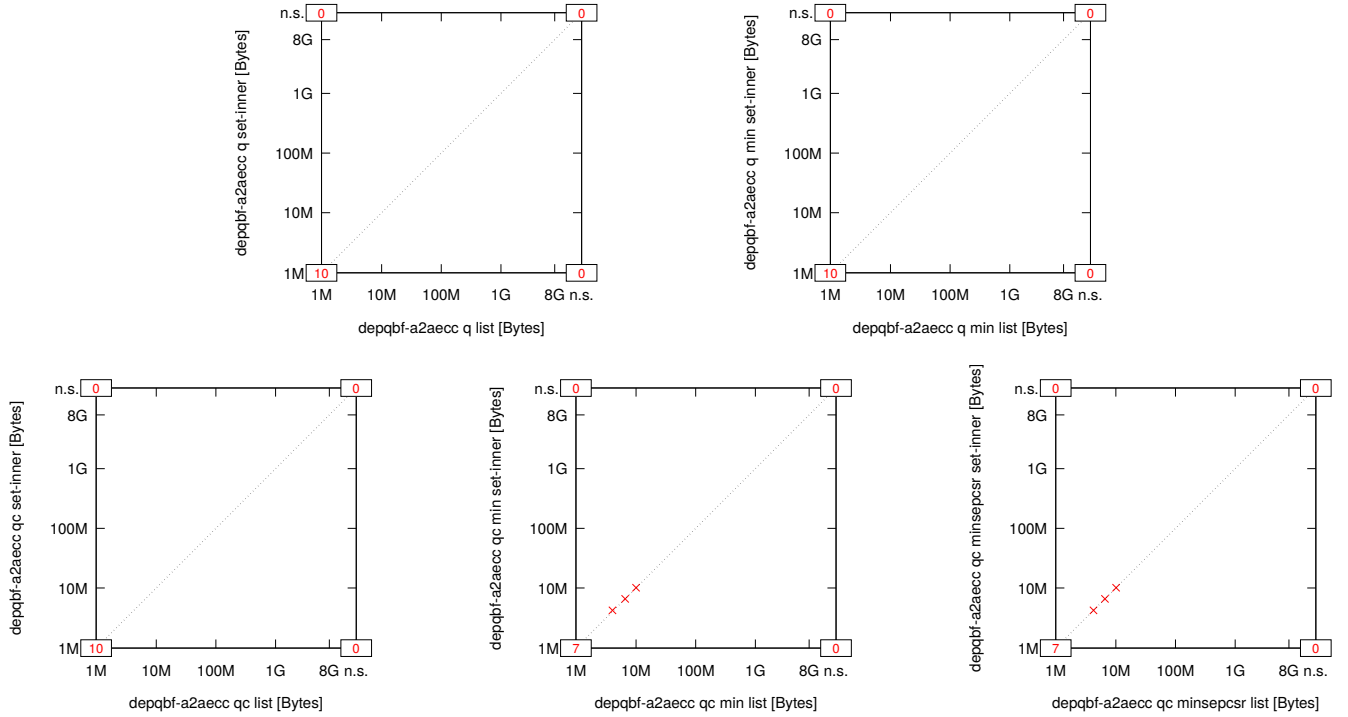 n.s. 0 0
8G
1G
100M
10M
1M 10 0
1M 10M 100M 1G 8G n.s.
depqbf-a2aecc q set-inner [Bytes]
depqbf-a2aecc q list [Bytes]
n.s. 0 0
8G
1G
100M
10M
1M 10 0
1M 10M 100M 1G 8G n.s.
depqbf-a2aecc q min set-inner [Bytes]
depqbf-a2aecc q min list [Bytes]
n.s. 0 0
8G
1G
100M
10M
1M 10 0
1M 10M 100M 1G 8G n.s.
depqbf-a2aecc qc set-inner [Bytes]
depqbf-a2aecc qc list [Bytes]
n.s. 0 0
8G
1G
100M
10M
1M 7 0
1M 10M 100M 1G 8G n.s.
depqbf-a2aecc qc min set-inner [Bytes]
depqbf-a2aecc qc min list [Bytes]
n.s. 0 0
8G
1G
100M
10M
1M 7 0
1M 10M 100M 1G 8G n.s.
depqbf-a2aecc qc minsepcsr set-inner [Bytes]
depqbf-a2aecc qc minsepcsr list [Bytes]